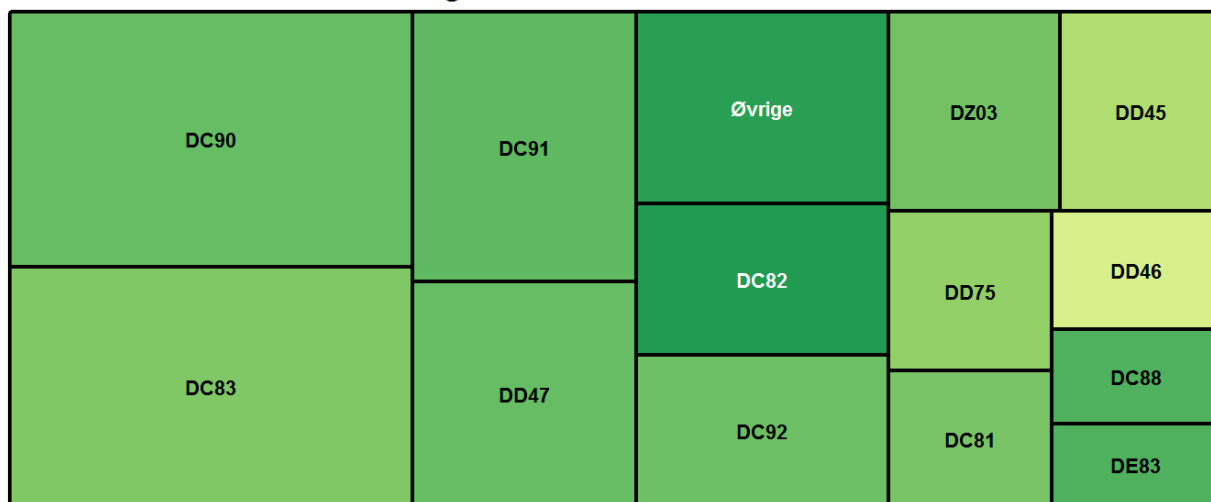 DC90
DC91
Øvrige
DZ03
DD45
DC82
DD75
DD46
DC83
DD47
DC92
DC81
DC88
DE83